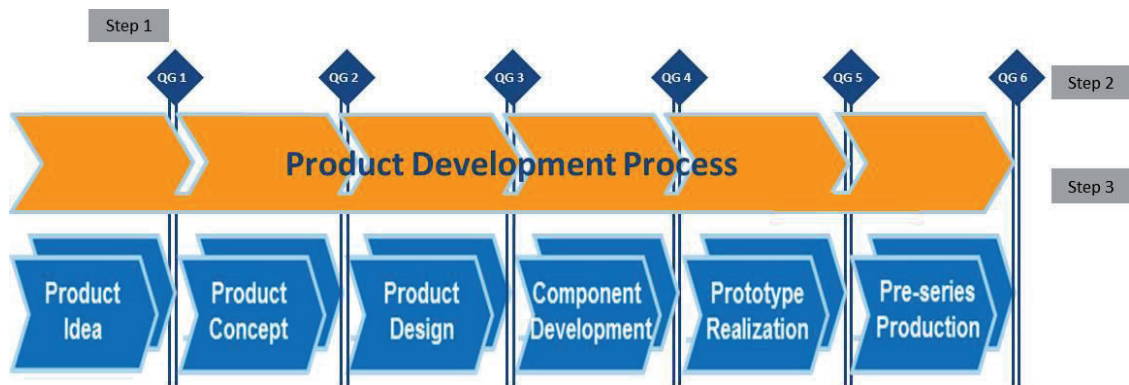 Step 1
QG 1
QG 2
QG 3
QG 4
QG 5
QG 6
Step 2
Product Development Process
Step 3
Product
Idea
Product
Concept
Product
Design
Component
Development
Prototype
Realization
Pre-series
Production